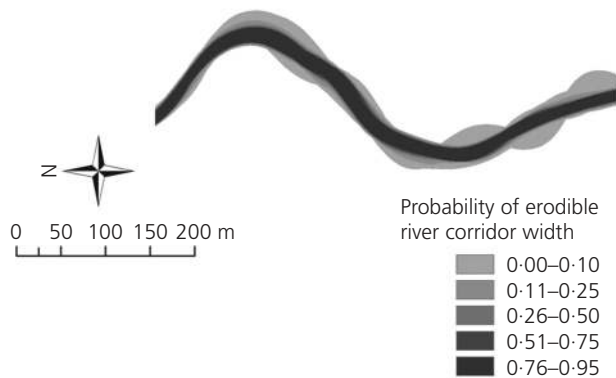 N
0 50 100 150 200 m
Probability of erodible
river corridor width
0·00–0·10
0·11–0·25
0·26–0·50
0·51–0·75
0·76–0·95